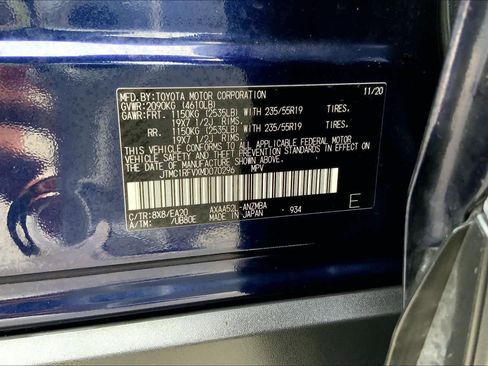 MFD.BY:TOYOTA MOTOR CORPORATION 11/20
GVWR:2090KG (4610LB)
GAWR:FRT. 1150KG (2535LB) WITH 235/55R19 TIRES,
19X7 1/2J RIMS
RR. 1150KG (2535LB) WITH 235/55R19 TIRES,
19X7 1/2J RIMS
THIS VEHICLE CONFORMS TO ALL APPLICABLE FEDERAL MOTOR
VEHICLE SAFETY AND THEFT PREVENTION STANDARDS IN EFFECT ON
THE DATE OF MANUFACTURE SHOWN ABOVE.
JTMC1RFVXMD070296 MPV
C/TR:8X8/EA20 AXAA52L-ANZMBA
A/TM: /UB80E MADE IN JAPAN 934
E